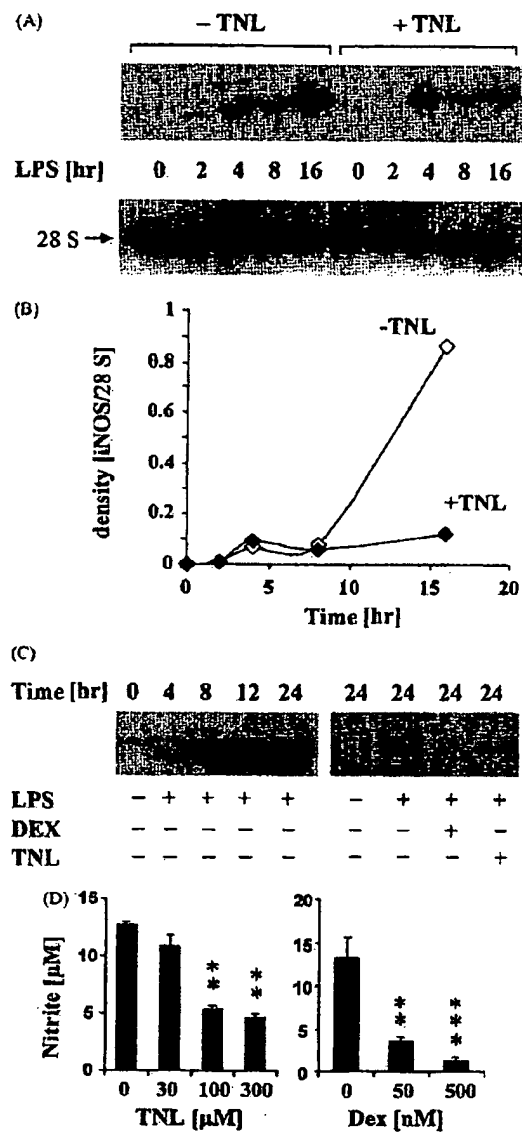 (A)
– TNL + TNL
LPS [hr] 0 2 4 8 16 0 2 4 8 16
28 S →
(B)
1
0.8
0.6
0.4
0.2
0
density [iNOS/28 S]
-TNL
+TNL
0 5 10 15 20
Time [hr]
(C)
Time [hr] 0 4 8 12 24 24 24 24 24
LPS – + + + + – + + +
DEX – – – – – – – + –
TNL – – – – – – – – +
(D)
15
10
5
0
Nitrite [μM]
** **
0 30 100 300
TNL [μM]
20
15
10
5
0
** ***
0 50 500
Dex [nM]